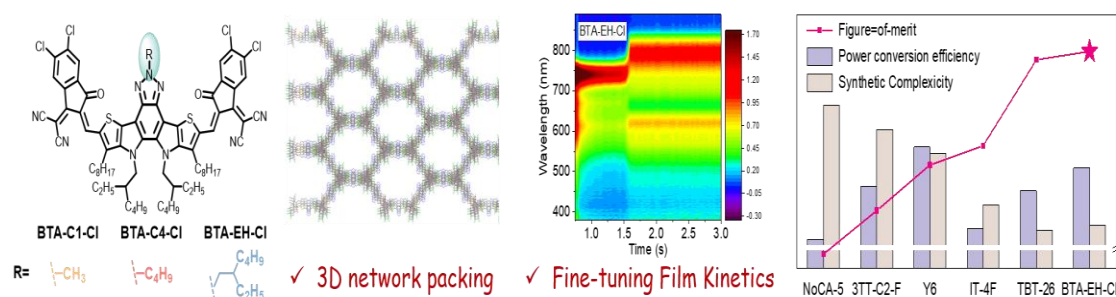 Cl
Cl
R
N
N
N
Cl
Cl
O
O
CN
CN
S
S
CN
CN
N
N
C8H17
C8H17
C2H5
C2H5
C4H9
C4H9
BTA-C1-Cl BTA-C4-Cl BTA-EH-Cl
R= CH3 C4H9 C4H9
C2H5
✓ 3D network packing
BTA-EH-Cl
Wavelength (nm)
800
700
600
500
400
1.0 1.5 2.0 2.5 3.0
Time (s)
1.70
1.45
1.20
0.95
0.70
0.45
0.20
-0.05
-0.30
✓ Fine-tuning Film Kinetics
Figure=of-merit
Power conversion efficiency
Synthetic Complexicity
NoCA-5 3TT-C2-F Y6 IT-4F TBT-26 BTA-EH-C